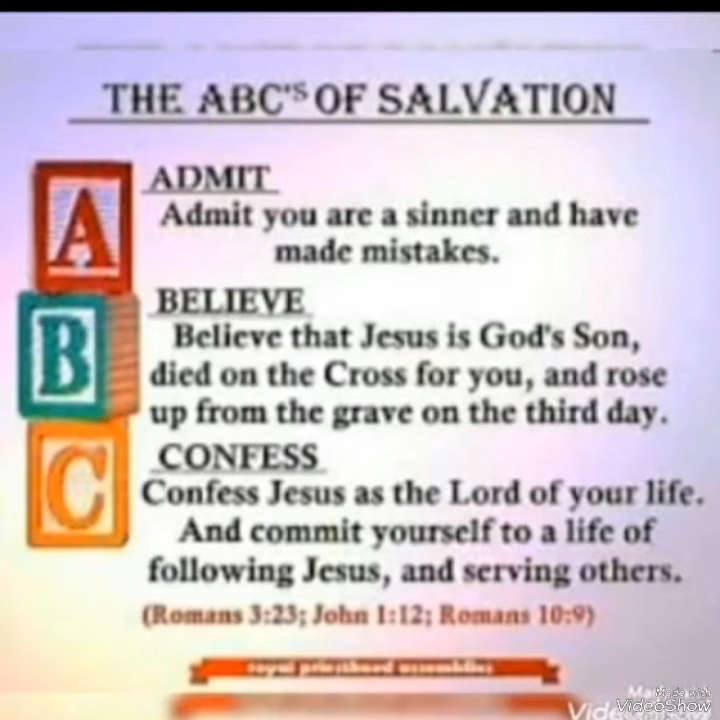 THE ABC'S OF SALVATION
A
ADMIT
Admit you are a sinner and have
made mistakes.
B
BELIEVE
Believe that Jesus is God's Son,
died on the Cross for you, and rose
up from the grave on the third day.
C
CONFESS
Confess Jesus as the Lord of your life.
And commit yourself to a life of
following Jesus, and serving others.
(Romans 3:23; John 1:12; Romans 10:9)
royal priesthood assemblies
Made with
VideoShow